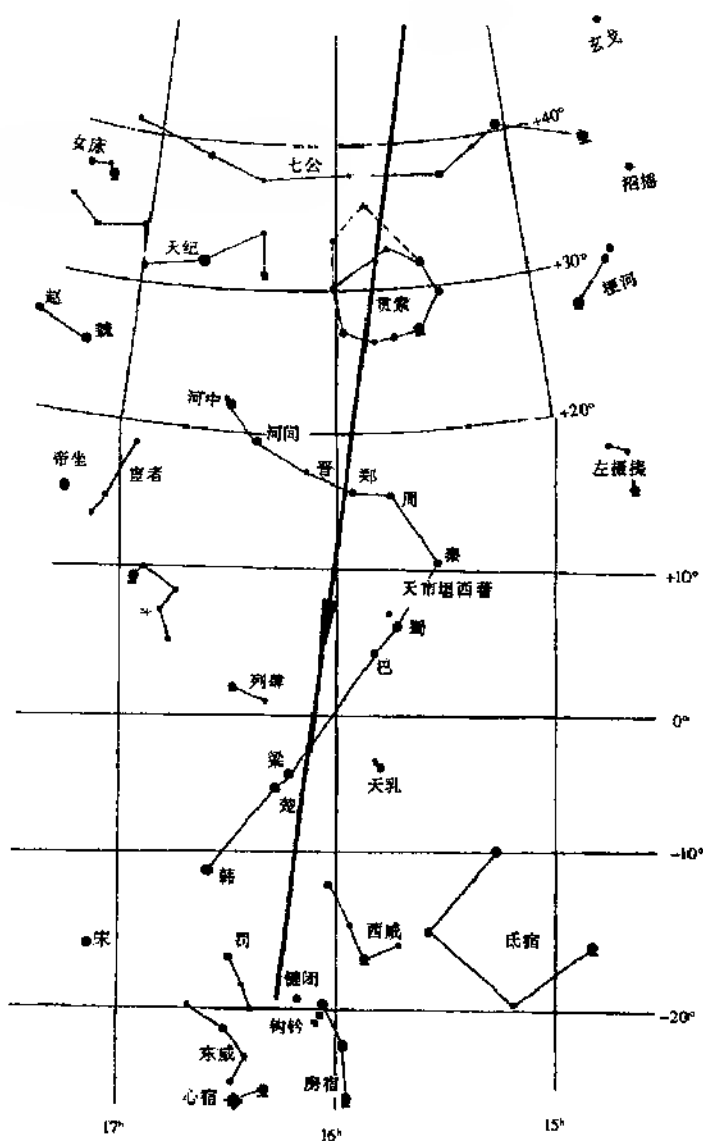 玄戈
+40°
女床
七公
招摇
天纪
+30°
梗河
赵
贯索
魏
河中
+20°
河间
帝坐
宦者
晋
郑
左摄提
周
秦
+10°
天市垣西蕃
蜀
巴
列肆
0°
梁
天乳
楚
-10°
韩
宋
罚
西咸
氐宿
键闭
钩钤
-20°
东咸
心宿
房宿
17h
16h
15h